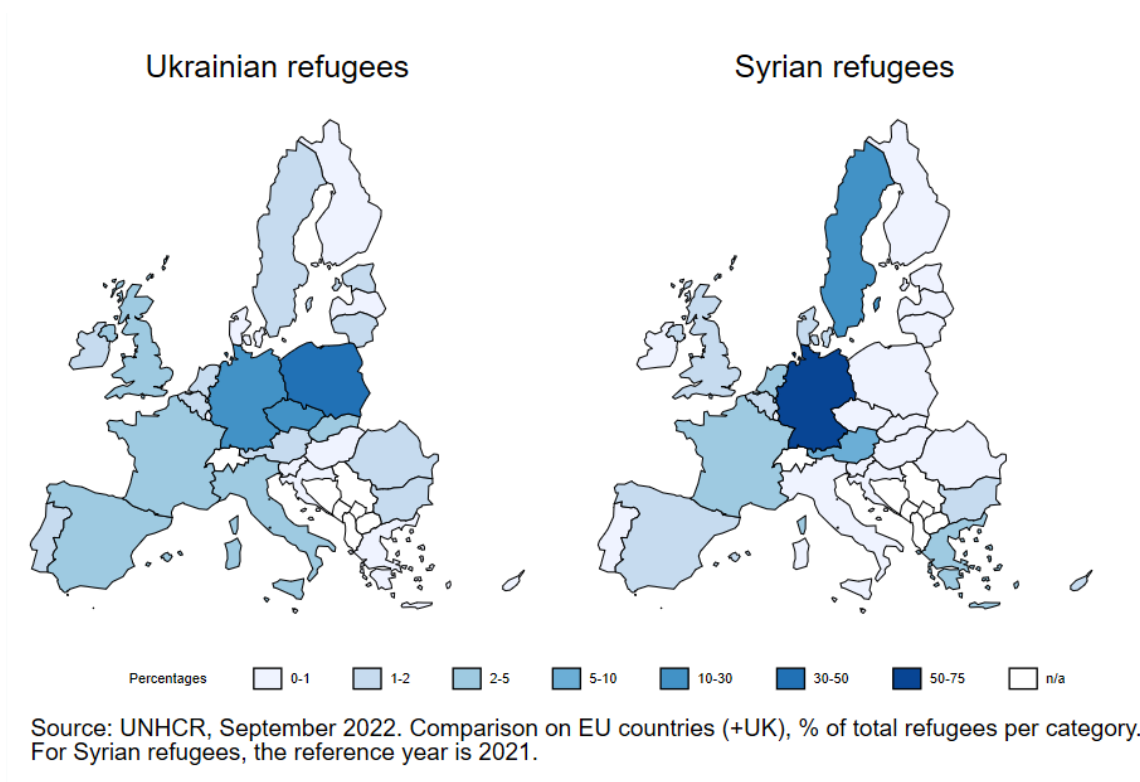 Ukrainian refugees
Syrian refugees
Percentages
0-1
1-2
2-5
5-10
10-30
30-50
50-75
n/a
Source: UNHCR, September 2022. Comparison on EU countries (+UK), % of total refugees per category.
For Syrian refugees, the reference year is 2021.